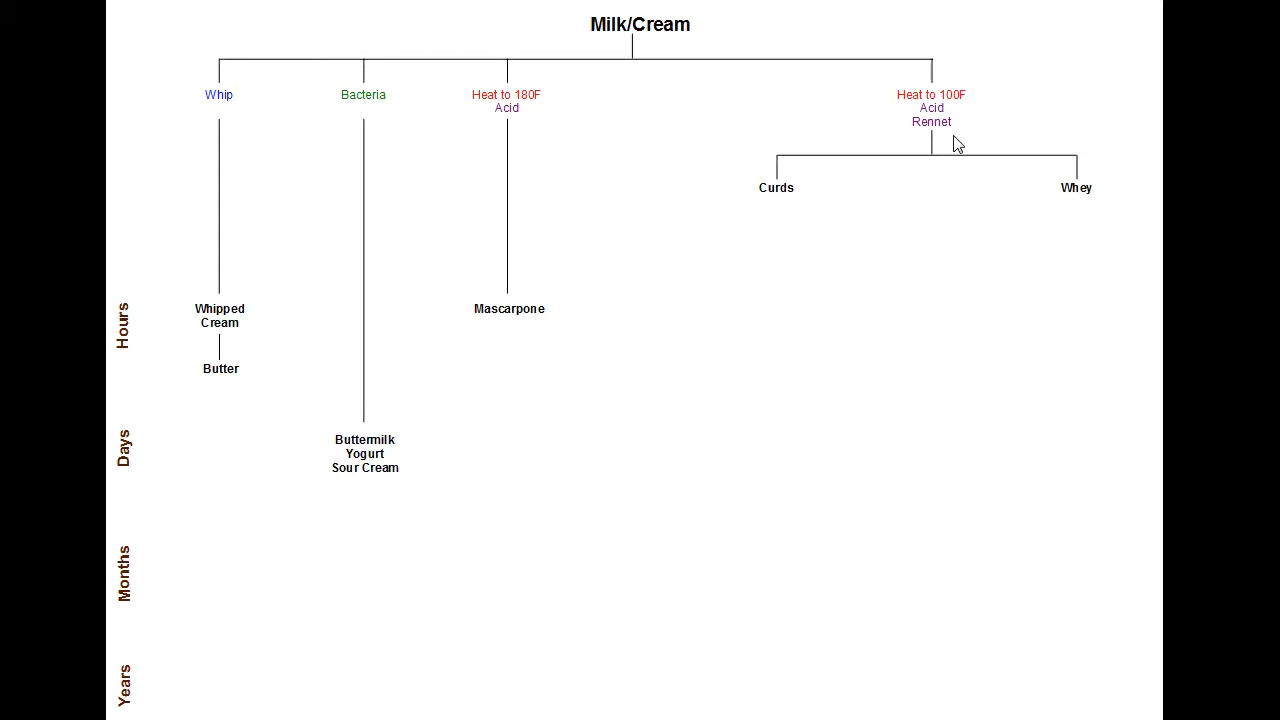 Milk/Cream
Whip
Bacteria
Heat to 180F
Acid
Heat to 100F
Acid
Rennet
Curds
Whey
Hours
Whipped
Cream
Mascarpone
Butter
Days
Buttermilk
Yogurt
Sour Cream
Months
Years